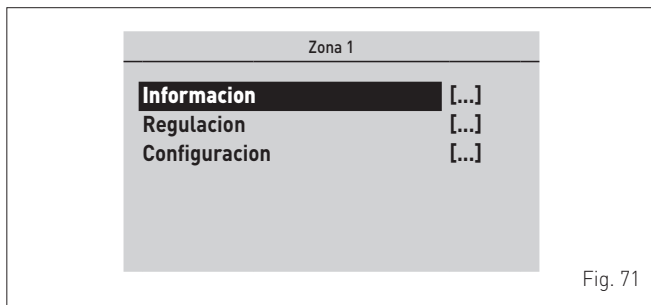 Zona 1
Informacion [...]
Regulacion [...]
Configuracion [...]
Fig. 71